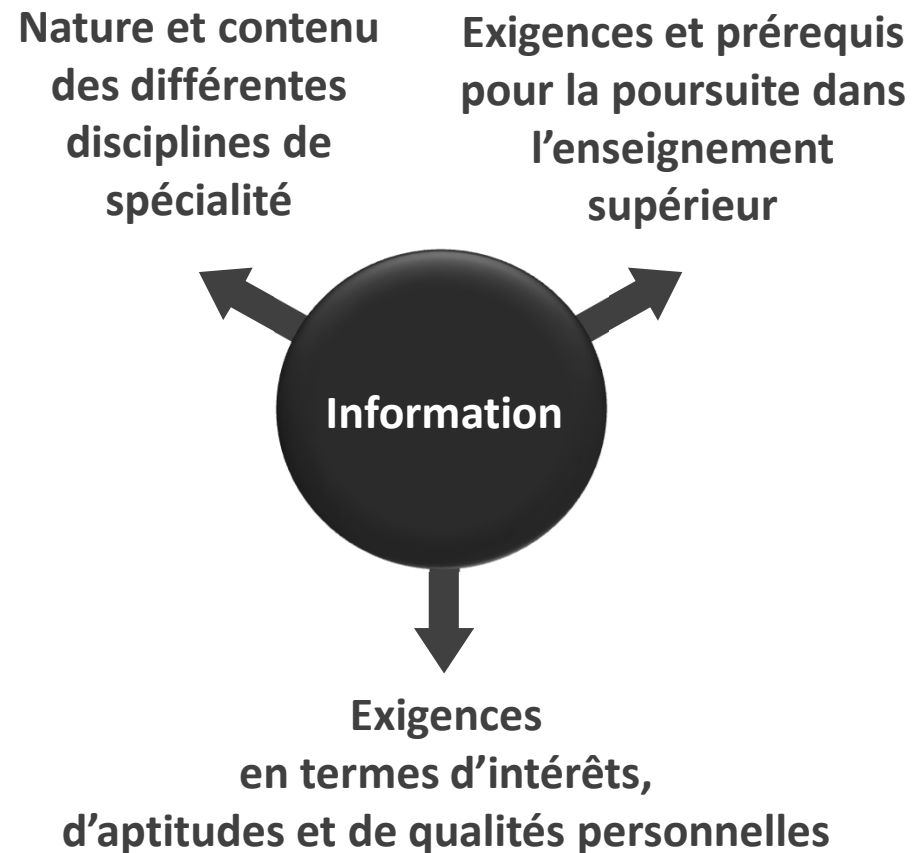 Nature et contenu
des différentes
disciplines de
spécialité
Exigences et prérequis
pour la poursuite dans
l’enseignement
supérieur
Information
Exigences
en termes d’intérêts,
d’aptitudes et de qualités personnelles